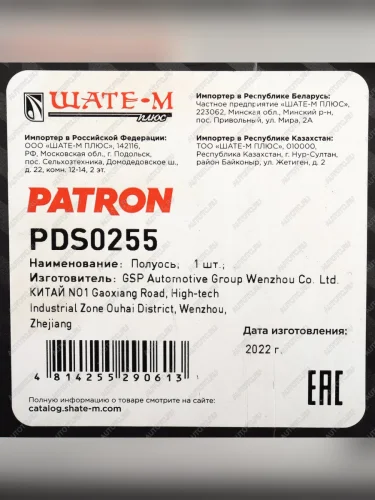 ШАТЕ-М
ПЛЮС
Импортер в Российской Федерации:
ООО «ШАТЕ-М ПЛЮС», 142116,
РФ, Московская обл., г. Подольск,
пос. Сельхозтехника, Домодедовское ш.,
д. 22, комн. 12-14, 2 эт.
Импортер в Республике Беларусь:
Частное предприятие «ШАТЕ-М ПЛЮС»,
223062, Минская обл., Минский р-н,
пос. Привольный, ул. Мира, 2А
Импортер в Республике Казахстан:
ТОО «ШАТЕ-М ПЛЮС», 010000,
Республика Казахстан, г. Нур-Султан,
район Байконыр, ул. Жетиген, д. 2
PATRON
PDS0255
Наименование: Полуось, 1 шт.;
Изготовитель: GSP Automotive Group Wenzhou Co. Ltd.
КИТАЙ NO1 Gaoxiang Road, High-tech
Industrial Zone Ouhai District, Wenzhou,
Zhejiang
Дата изготовления:
2022 г.
4 814255 290613
EAC
Дополнительную информацию о товаре смотрите на сайте:
catalog.shate-m.com